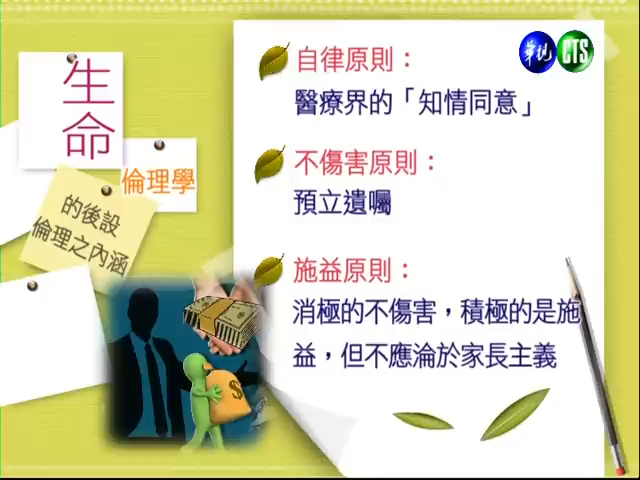 生命
倫理學
的後設
倫理之內涵
自律原則：
醫療界的「知情同意」
不傷害原則：
預立遺囑
施益原則：
消極的不傷害，積極的是施
益，但不應淪於家長主義
華視 CTS
$